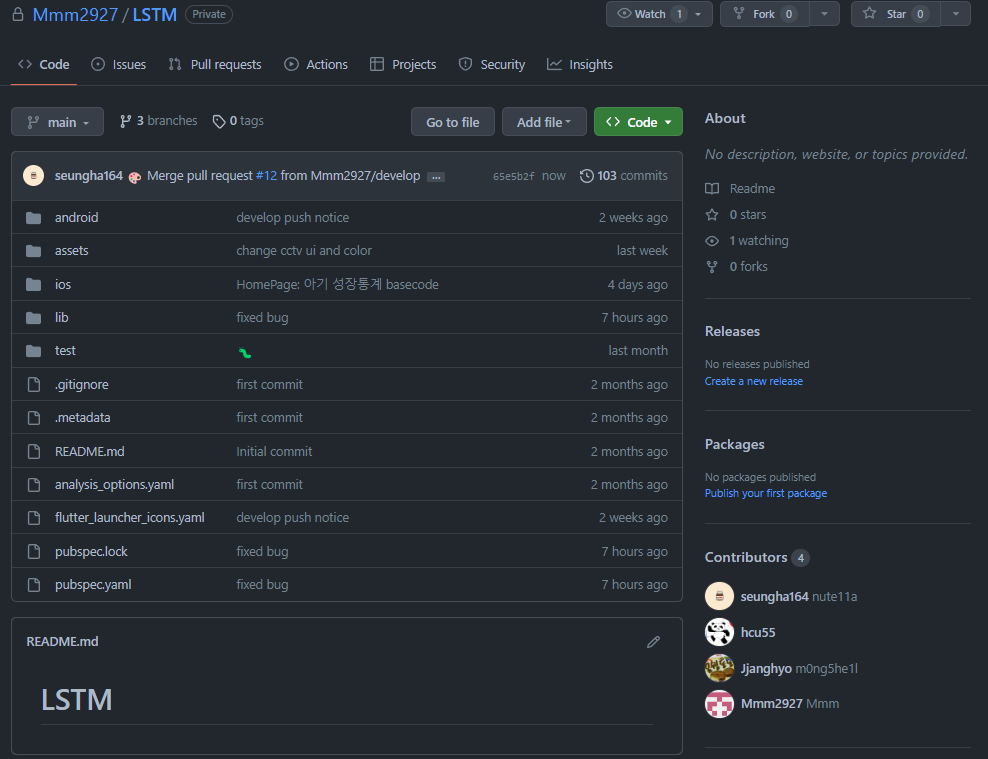 Mmm2927 / LSTM Private
Watch 1 Fork 0 Star 0
Code Issues Pull requests Actions Projects Security Insights
main 3 branches 0 tags Go to file Add file Code
seungha164 Merge pull request #12 from Mmm2927/develop ... 65e5b2f now 103 commits
android develop push notice 2 weeks ago
assets change cctv ui and color last week
ios HomePage: 아기 성장통계 basecode 4 days ago
lib fixed bug 7 hours ago
test last month
.gitignore first commit 2 months ago
.metadata first commit 2 months ago
README.md Initial commit 2 months ago
analysis_options.yaml first commit 2 months ago
flutter_launcher_icons.yaml develop push notice 2 weeks ago
pubspec.lock fixed bug 7 hours ago
pubspec.yaml fixed bug 7 hours ago
README.md
LSTM
About
No description, website, or topics provided.
Readme
0 stars
1 watching
0 forks
Releases
No releases published
Create a new release
Packages
No packages published
Publish your first package
Contributors 4
seungha164 nute11a
hcu55
Jjanghyo m0ng5he1l
Mmm2927 Mmm